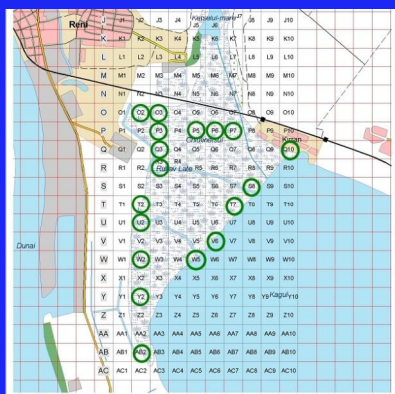 Reni
J J1 J2 J3 J4 J5 J7 J8 J9 J10
K K1 K2 K3 K4 K5 K6 K7 K8 K9 K10
L L1 L2 L3 L4 L5 L6 L7 L8 L9 L10
M M1 M2 M3 M4 M5 M6 M7 M8 M9 M10
N N1 N2 N3 N4 N5 N6 N7 N8 N9 N10
O O1 O2 O3 O4 O5 O6 O7 O8 O9 O10
P P1 P2 P3 P4 P5 P6 P7 P8 P9 P10
Q Q1 Q2 Q3 Q4 Q5 Q6 Q7 Q8 Q9 Q10
R R1 R2 R3 R4 R5 R6 R7 R8 R9 R10
S S1 S2 S3 S4 S5 S6 S7 S8 S9 S10
T T1 T2 T3 T4 T5 T6 T7 T8 T9 T10
U U1 U2 U3 U4 U5 U6 U7 U8 U9 U10
Dunai V V2 V3 V4 V5 V6 V7 V8 V9 V10
W W1 W2 W3 W4 W5 W6 W7 W8 W9 W10
X X1 X2 X3 X4 X5 X6 X7 X8 X9 X10
Y Y1 Y2 Y3 Y4 Y5 Y6 Y7 Y8 Y9 Kagul Y10
Z Z1 Z2 Z3 Z4 Z5 Z6 Z7 Z8 Z9 Z10
AA AA1 AA2 AA3 AA4 AA5 AA6 AA7 AA8 AA9 AA10
AB AB1 AB2 AB3 AB4 AB5 AB6 AB7 AB8 AB9 AB10
AC AC1 AC2 AC3 AC4 AC5 AC6 AC7 AC8 AC9 AC10